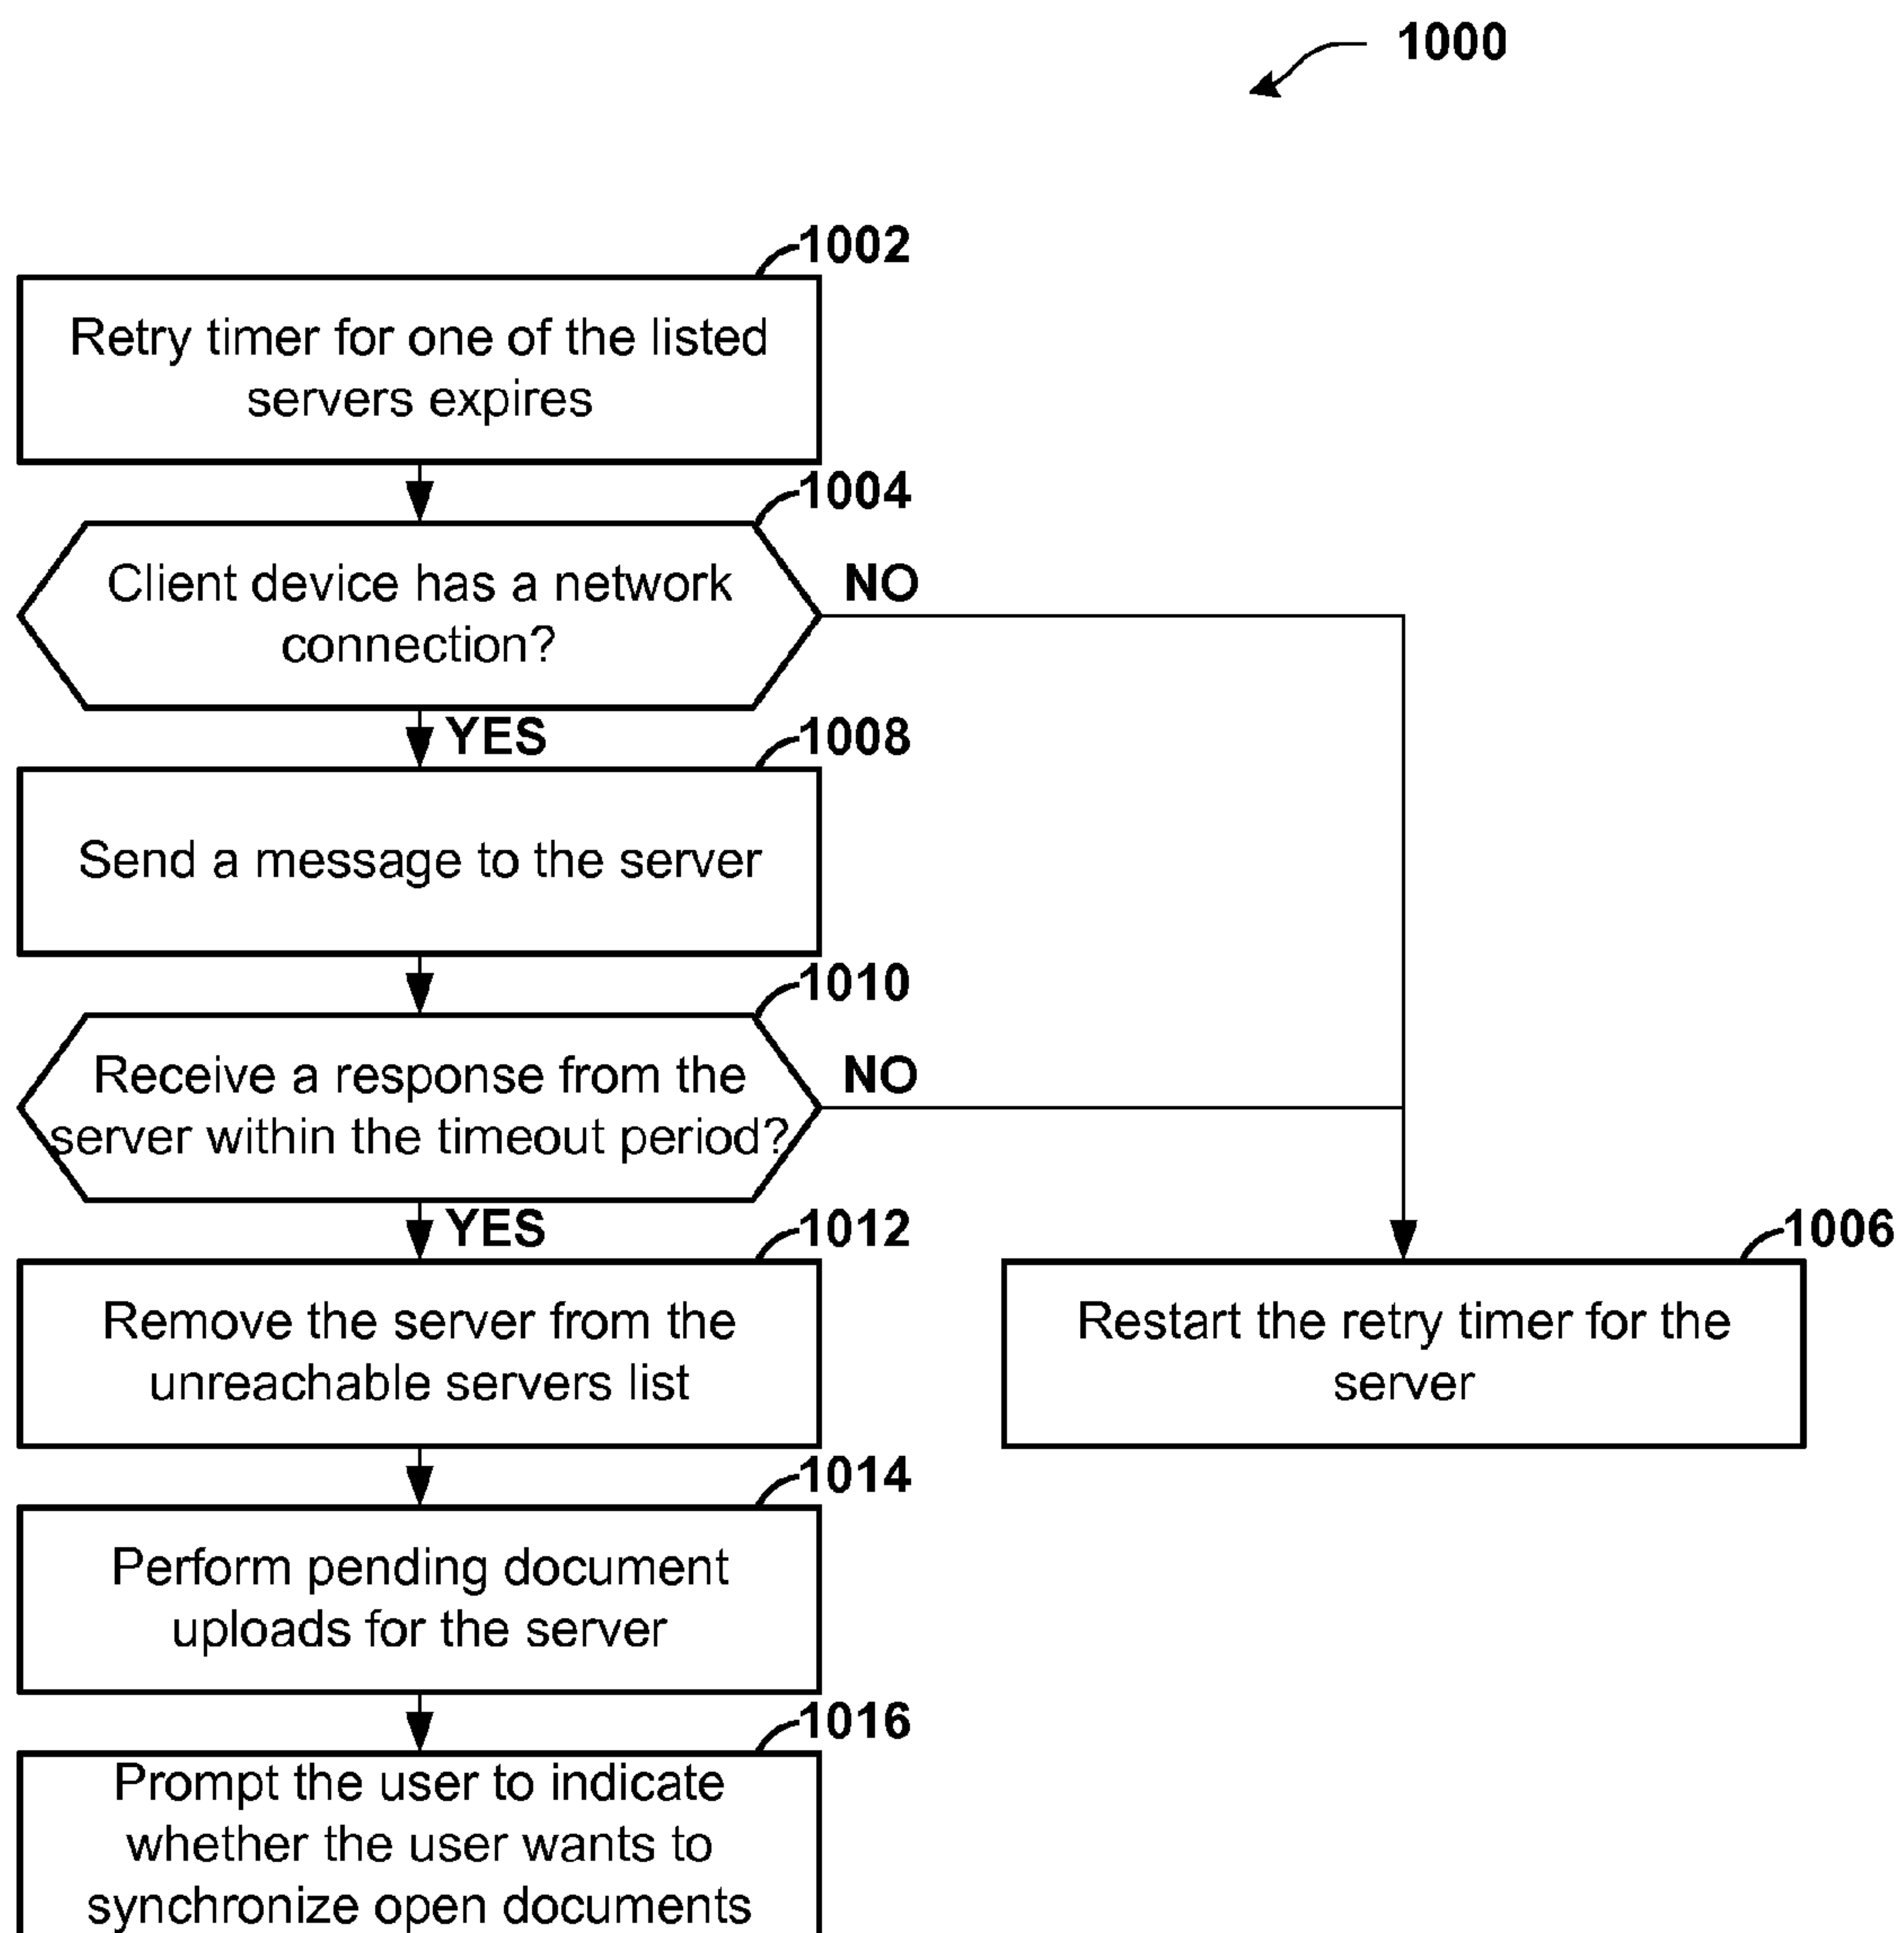 1000
1002
Retry timer for one of the listed
servers expires
1004
Client device has a network
connection?
NO
YES
1008
Send a message to the server
1010
Receive a response from the
server within the timeout period?
NO
YES
1012
Remove the server from the
unreachable servers list
1006
Restart the retry timer for the
server
1014
Perform pending document
uploads for the server
1016
Prompt the user to indicate
whether the user wants to
synchronize open documents